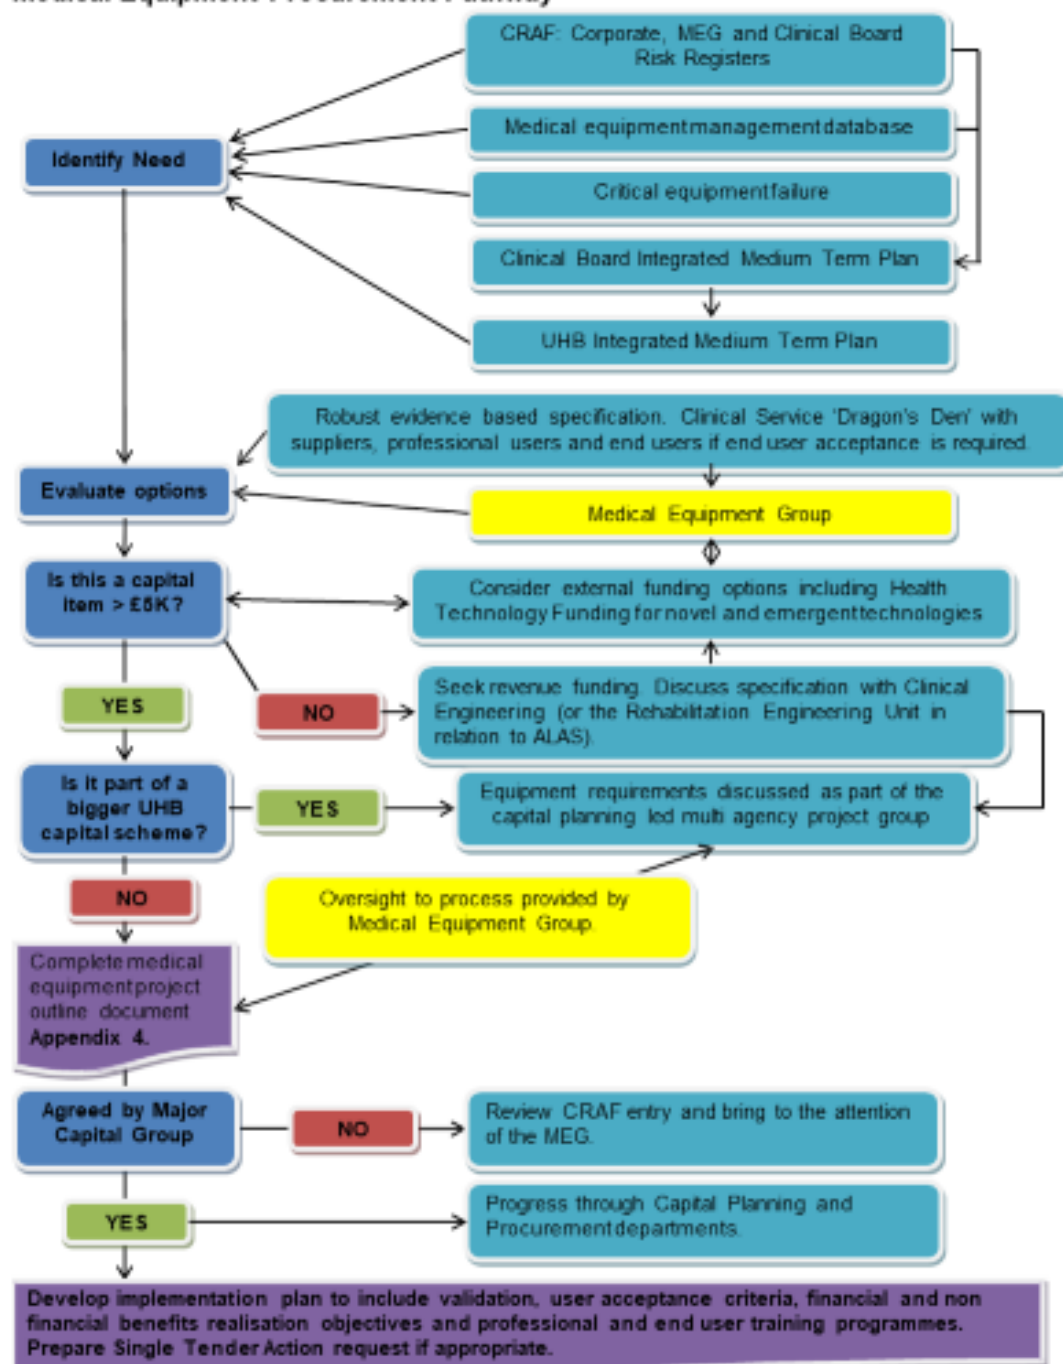 Medical Equipment Procurement Pathway
CRAF: Corporate, MEG and Clinical Board
Risk Registers
Medical equipment management database
Identify Need
Critical equipment failure
Clinical Board Integrated Medium Term Plan
UHB Integrated Medium Term Plan
Robust evidence based specification. Clinical Service 'Dragon's Den' with
suppliers, professional users and end users if end user acceptance is required.
Evaluate options
Medical Equipment Group
Is this a capital
item > £5K?
Consider external funding options including Health
Technology Funding for novel and emergent technologies
YES
NO
Seek revenue funding. Discuss specification with Clinical
Engineering (or the Rehabilitation Engineering Unit in
relation to ALAS).
Is it part of a
bigger UHB
capital scheme?
YES
Equipment requirements discussed as part of the
capital planning led multi agency project group
NO
Oversight to process provided by
Medical Equipment Group.
Complete medical
equipment project
outline document
Appendix 4.
Agreed by Major
Capital Group
NO
Review CRAF entry and bring to the attention
of the MEG.
YES
Progress through Capital Planning and
Procurement departments.
Develop implementation plan to include validation, user acceptance criteria, financial and non
financial benefits realisation objectives and professional and end user training programmes.
Prepare Single Tender Action request if appropriate.